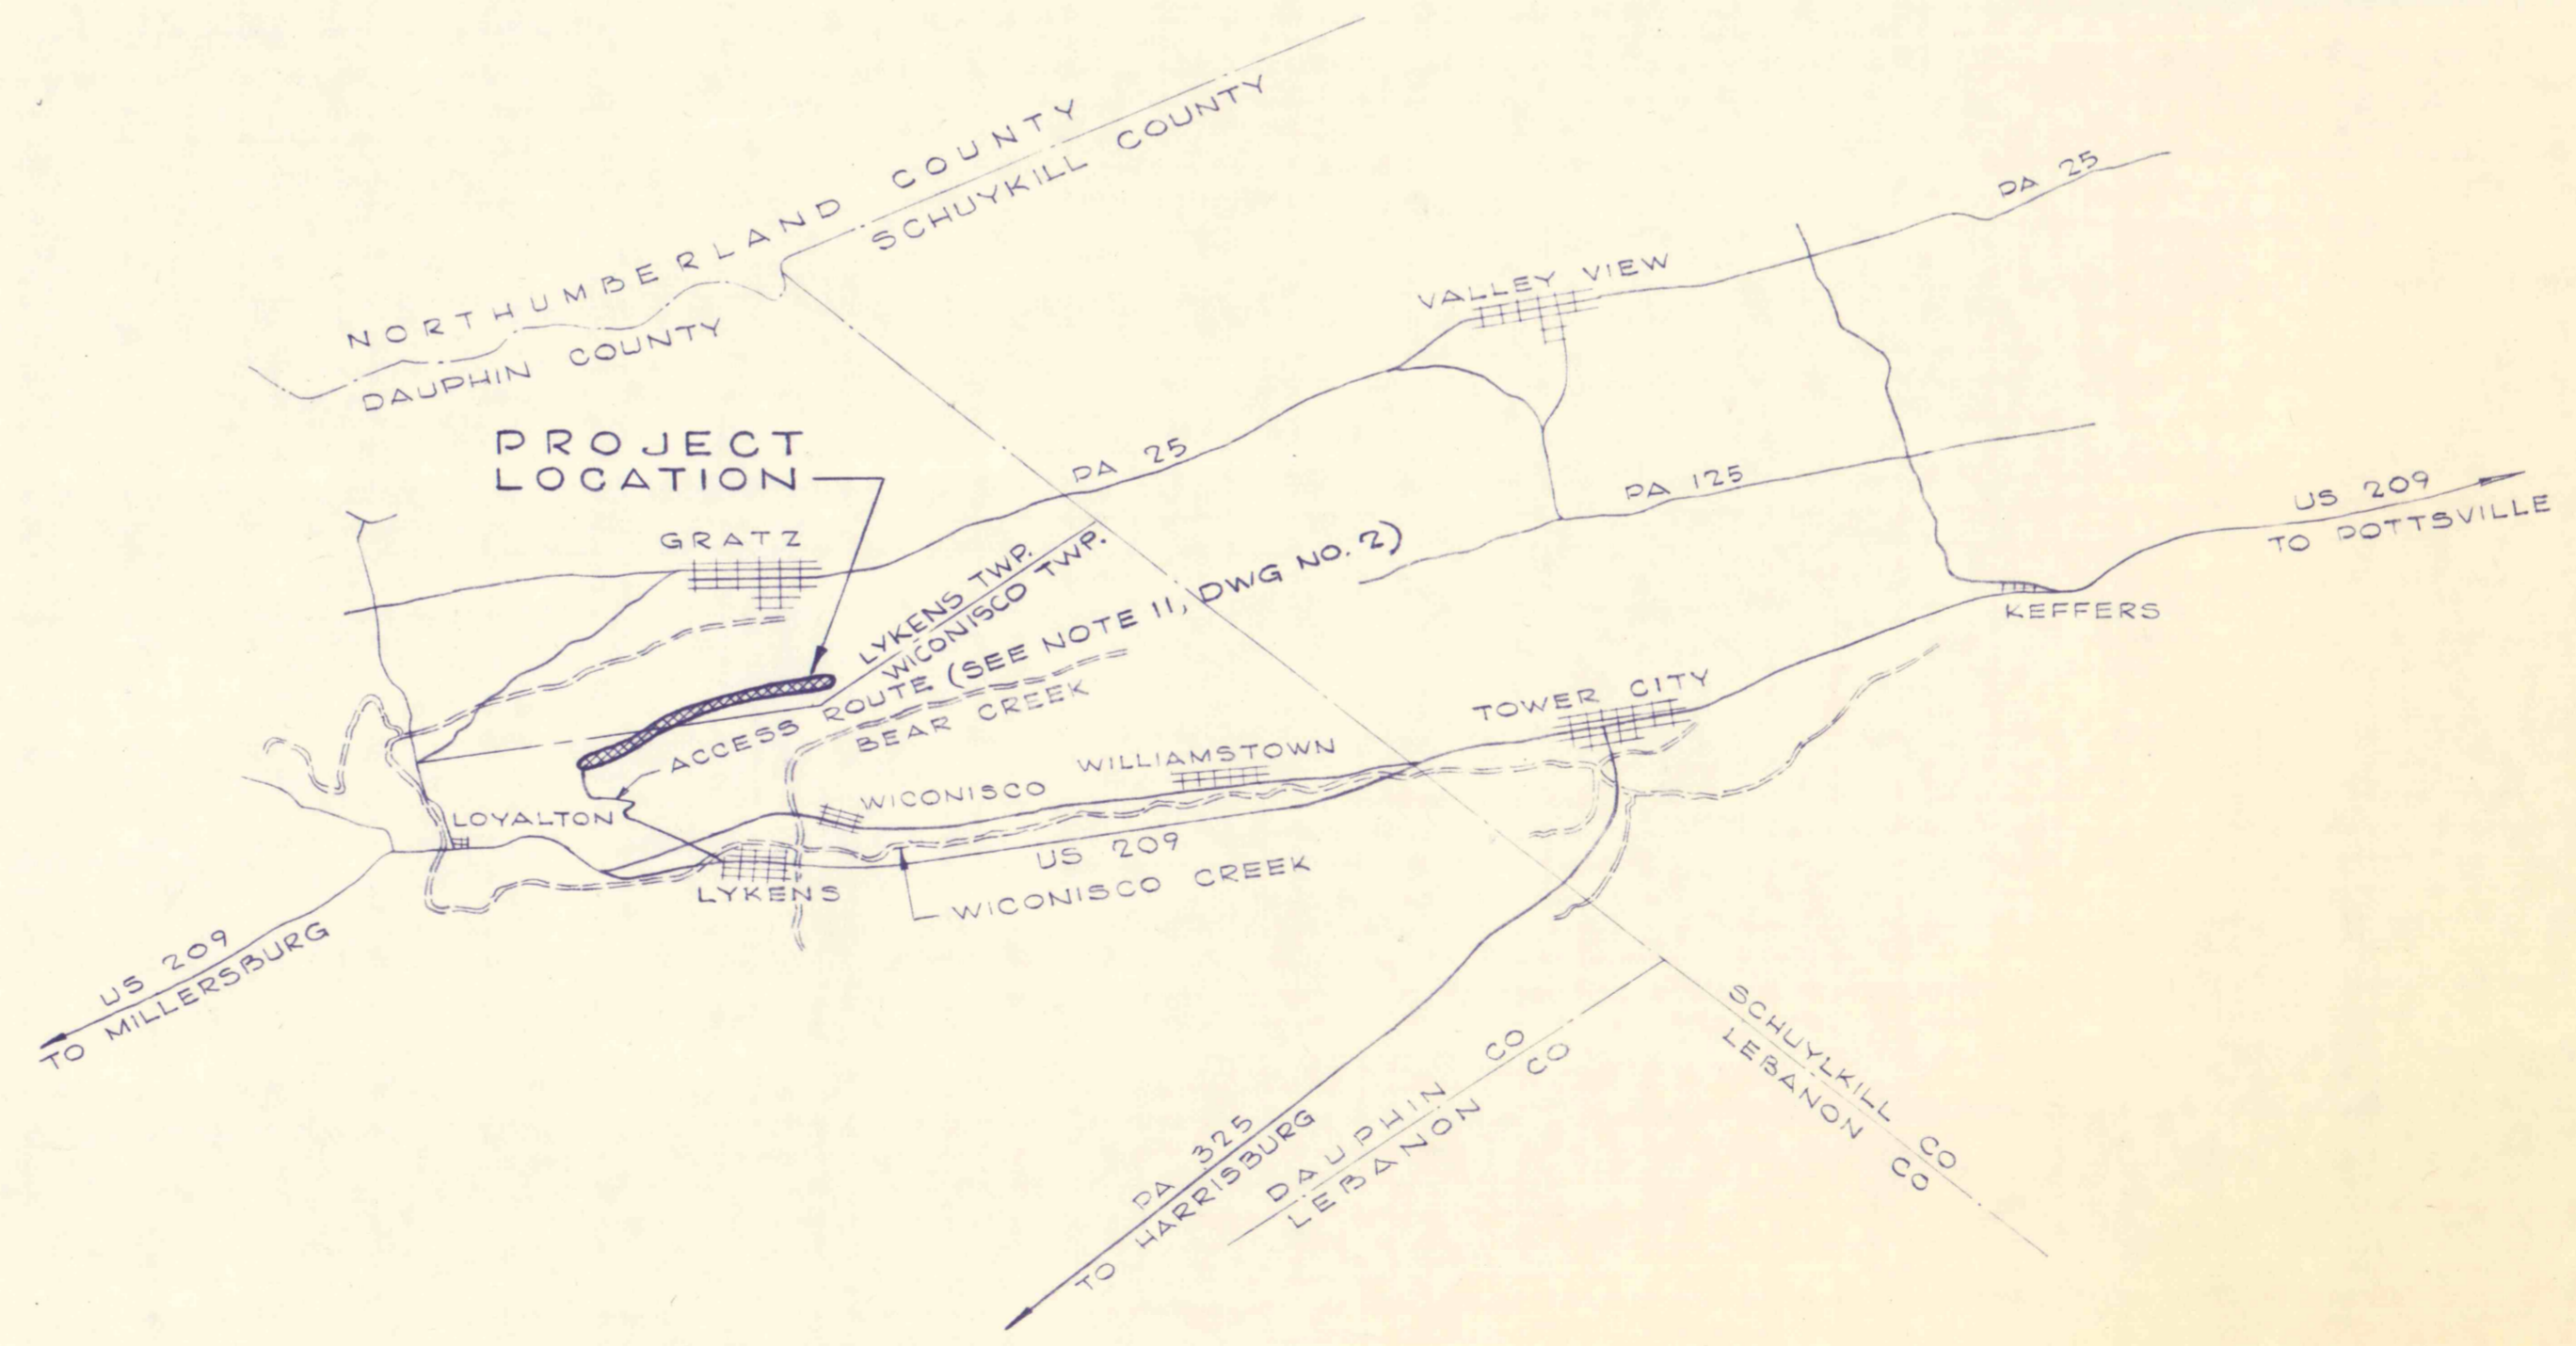 NORTHUMBERLAND COUNTY
SCHUYKILL COUNTY
DAUPHIN COUNTY
PA 25
VALLEY VIEW
PROJECT
LOCATION
PA 25
PA 125
US 209
TO POTTSVILLE
GRATZ
LYKENS TWP.
WICONISCO TWP.
KEFFERS
ACCESS ROUTE (SEE NOTE 11, DWG NO. 2)
BEAR CREEK
TOWER CITY
WILLIAMSTOWN
WICONISCO
LOYALTON
US 209
LYKENS
WICONISCO CREEK
US 209
TO MILLERSBURG
SCHUYLKILL CO
LEBANON CO
DAUPHIN CO
LEBANON CO
PA 325
TO HARRISBURG